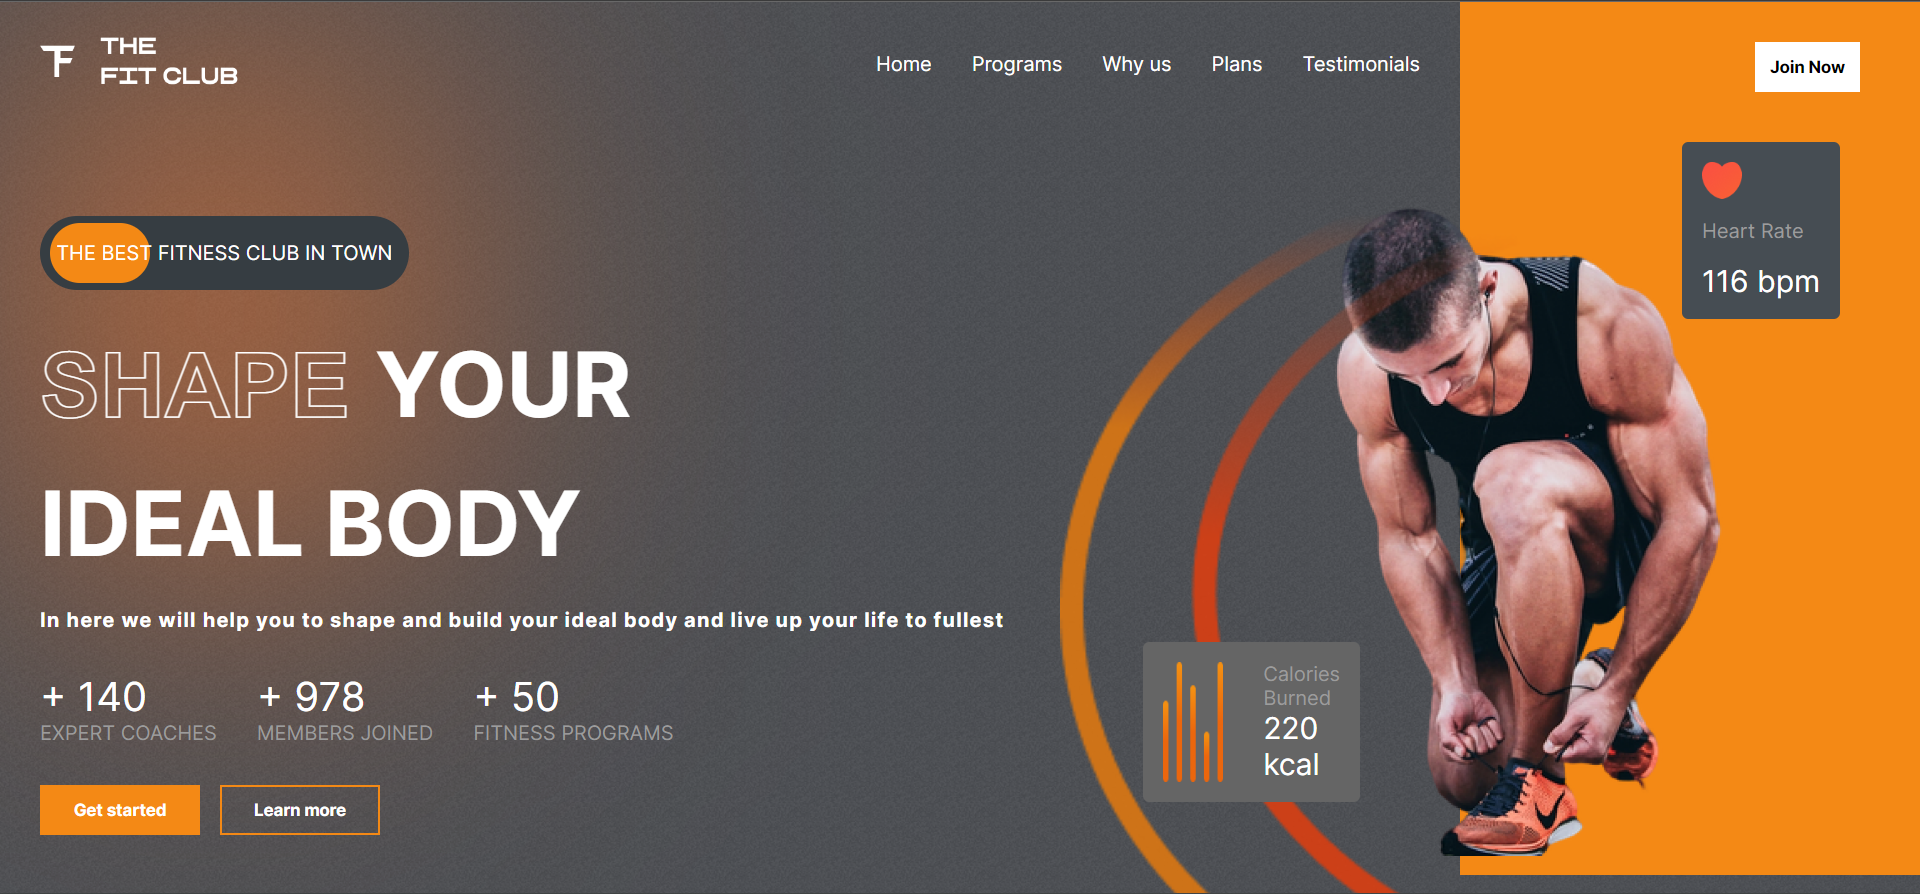 THE
FIT CLUB
Home Programs Why us Plans Testimonials
Join Now
Heart Rate
116 bpm
THE BEST FITNESS CLUB IN TOWN
SHAPE YOUR
IDEAL BODY
In here we will help you to shape and build your ideal body and live up your life to fullest
+ 140
EXPERT COACHES
+ 978
MEMBERS JOINED
+ 50
FITNESS PROGRAMS
Calories
Burned
220
kcal
Get started
Learn more